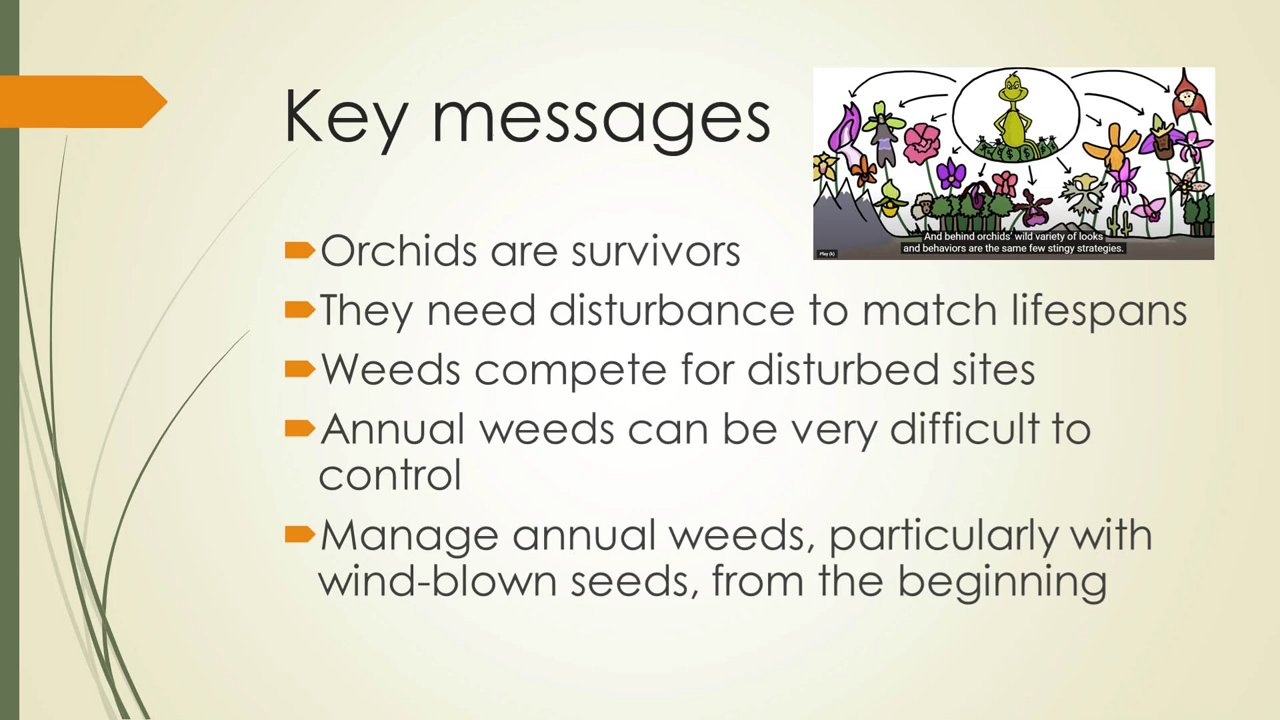 Key messages
And behind orchids' wild variety of looks
and behaviors are the same few stingy strategies.
Play (k)
Orchids are survivors
They need disturbance to match lifespans
Weeds compete for disturbed sites
Annual weeds can be very difficult to
control
Manage annual weeds, particularly with
wind-blown seeds, from the beginning